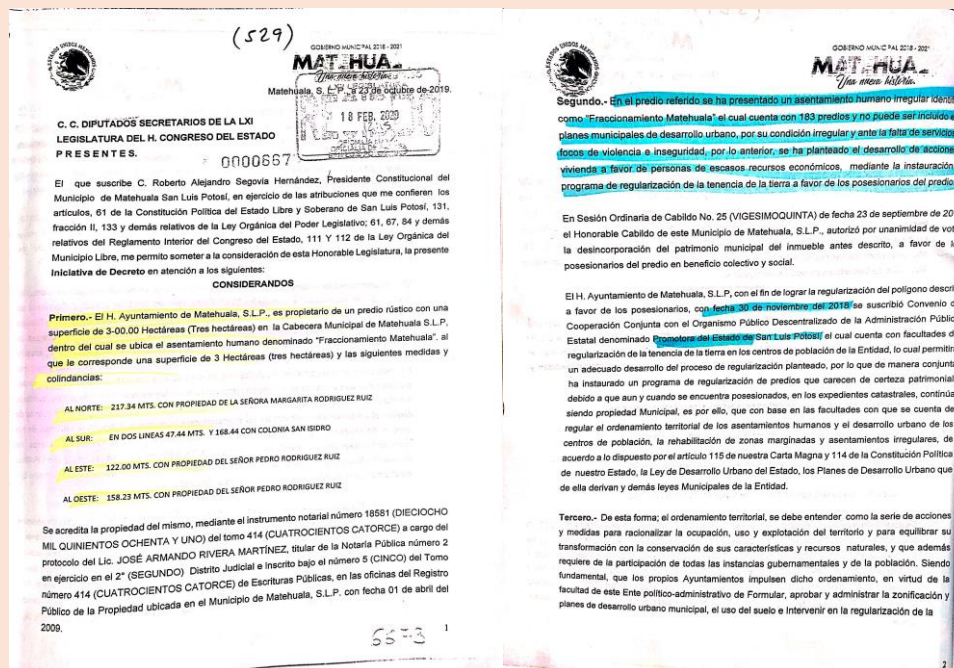 (529)
GOBIERNO MUNICIPAL 2018 - 2021
MATEHUALA
Una nueva historia.
Matehuala, S. L. P., a 23 de octubre de 2019.
18 FEB. 2020
C. C. DIPUTADOS SECRETARIOS DE LA LXI
LEGISLATURA DEL H. CONGRESO DEL ESTADO
P R E S E N T E S.
0000667
El que suscribe C. Roberto Alejandro Segovia Hernández, Presidente Constitucional del
Municipio de Matehuala San Luis Potosí, en ejercicio de las atribuciones que me confieren los
artículos, 61 de la Constitución Política del Estado Libre y Soberano de San Luis Potosí, 131,
fracción II, 133 y demás relativos de la Ley Orgánica del Poder Legislativo; 61, 67, 84 y demás
relativos del Reglamento Interior del Congreso del Estado, 111 Y 112 de la Ley Orgánica del
Municipio Libre, me permito someter a la consideración de esta Honorable Legislatura, la presente
Iniciativa de Decreto en atención a los siguientes:
CONSIDERANDOS
Primero.- El H. Ayuntamiento de Matehuala, S.L.P., es propietario de un predio rústico con una
superficie de 3-00.00 Hectáreas (Tres hectáreas) en la Cabecera Municipal de Matehuala S.L.P,
dentro del cual se ubica el asentamiento humano denominado "Fraccionamiento Matehuala". al
que le corresponde una superficie de 3 Hectáreas (tres hectáreas) y las siguientes medidas y
colindancias:
AL NORTE: 217.34 MTS. CON PROPIEDAD DE LA SEÑORA MARGARITA RODRIGUEZ RUIZ
AL SUR: EN DOS LINEAS 47.44 MTS. Y 168.44 CON COLONIA SAN ISIDRO
AL ESTE: 122.00 MTS. CON PROPIEDAD DEL SEÑOR PEDRO RODRIGUEZ RUIZ
AL OESTE: 158.23 MTS. CON PROPIEDAD DEL SEÑOR PEDRO RODRIGUEZ RUIZ
Se acredita la propiedad del mismo, mediante el instrumento notarial número 18581 (DIECIOCHO
MIL QUINIENTOS OCHENTA Y UNO) del tomo 414 (CUATROCIENTOS CATORCE) a cargo del
protocolo del Lic. JOSÉ ARMANDO RIVERA MARTÍNEZ, titular de la Notaría Pública número 2
en ejercicio en el 2° (SEGUNDO) Distrito Judicial e Inscrito bajo el número 5 (CINCO) del Tomo
número 414 (CUATROCIENTOS CATORCE) de Escrituras Públicas, en las oficinas del Registro
Público de la Propiedad ubicada en el Municipio de Matehuala, S.L.P. con fecha 01 de abril del
2009.
1
GOBIERNO MUNICIPAL 2018 - 2021
MATEHUALA
Una nueva historia.
Segundo.- En el predio referido se ha presentado un asentamiento humano irregular
como "Fraccionamiento Matehuala" el cual cuenta con 183 predios y no puede ser incluido
planes municipales de desarrollo urbano, por su condición irregular y ante la falta de
focos de violencia e inseguridad, por lo anterior, se ha planteado el desarrollo de
vivienda a favor de personas de escasos recursos económicos, mediante la instauración
programa de regularización de la tenencia de la tierra a favor de los posesionarios del predio
En Sesión Ordinaria de Cabildo No. 25 (VIGESIMOQUINTA) de fecha 23 de septiembre de
el Honorable Cabildo de este Municipio de Matehuala, S.L.P., autorizó por unanimidad de
la desincorporación del patrimonio municipal del inmueble antes descrito, a favor de
posesionarios del predio en beneficio colectivo y social.
El H. Ayuntamiento de Matehuala, S.L.P, con el fin de lograr la regularización del polígono
a favor de los posesionarios, con fecha 30 de noviembre del 2018 se suscribió Convenio
Cooperación Conjunta con el Organismo Público Descentralizado de la Administración
Estatal denominado Promotora del Estado de San Luis Potosí, el cual cuenta con facultades
regularización de la tenencia de la tierra en los centros de población de la Entidad, lo cual
un adecuado desarrollo del proceso de regularización planteado, por lo que de manera
ha instaurado un programa de regularización de predios que carecen de certeza patrimonial
debido a que aun y cuando se encuentra posesionados, en los expedientes catastrales,
siendo propiedad Municipal, es por ello, que con base en las facultades con que se cuenta de
regular el ordenamiento territorial de los asentamientos humanos y el desarrollo urbano de los
centros de población, la rehabilitación de zonas marginadas y asentamientos irregulares, de
acuerdo a lo dispuesto por el artículo 115 de nuestra Carta Magna y 114 de la Constitución Política
de nuestro Estado, la Ley de Desarrollo Urbano del Estado, los Planes de Desarrollo Urbano que
de ella derivan y demás leyes Municipales de la Entidad.
Tercero.- De esta forma; el ordenamiento territorial, se debe entender como la serie de acciones
y medidas para racionalizar la ocupación, uso y explotación del territorio y para equilibrar su
transformación con la conservación de sus características y recursos naturales, y que además
requiere de la participación de todas las instancias gubernamentales y de la población. Siendo
fundamental, que los propios Ayuntamientos impulsen dicho ordenamiento, en virtud de la
facultad de este Ente político-administrativo de Formular, aprobar y administrar la zonificación y
planes de desarrollo urbano municipal, el uso del suelo e Intervenir en la regularización de la
2